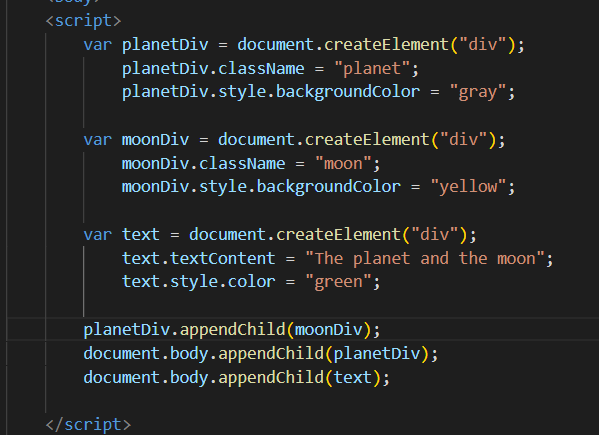 <body>
<script>
var planetDiv = document.createElement("div");
planetDiv.className = "planet";
planetDiv.style.backgroundColor = "gray";
var moonDiv = document.createElement("div");
moonDiv.className = "moon";
moonDiv.style.backgroundColor = "yellow";
var text = document.createElement("div");
text.textContent = "The planet and the moon";
text.style.color = "green";
planetDiv.appendChild(moonDiv);
document.body.appendChild(planetDiv);
document.body.appendChild(text);
</script>